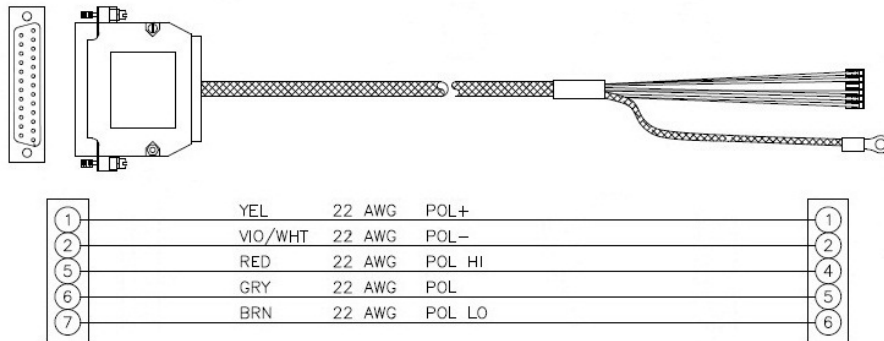 1 YEL 22 AWG POL+ 1
2 VIO/WHT 22 AWG POL- 2
5 RED 22 AWG POL HI 4
6 GRY 22 AWG POL 5
7 BRN 22 AWG POL LO 6